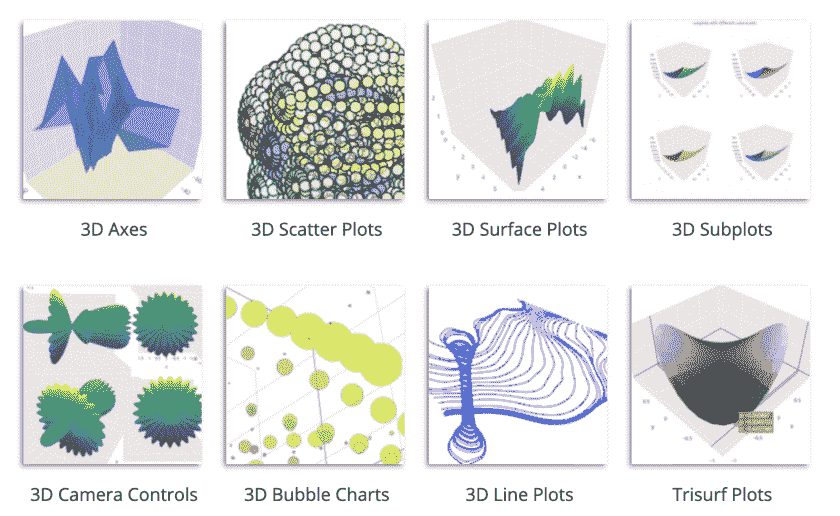 3D Axes
3D Scatter Plots
3D Surface Plots
3D Subplots
3D Camera Controls
3D Bubble Charts
3D Line Plots
Trisurf Plots